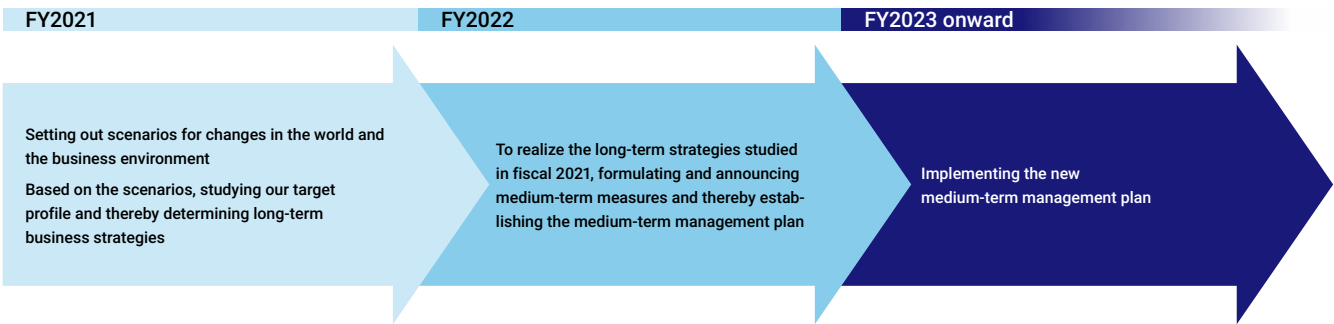 FY2021
FY2022
FY2023 onward
Setting out scenarios for changes in the world and
the business environment
Based on the scenarios, studying our target
profile and thereby determining long-term
business strategies
To realize the long-term strategies studied
in fiscal 2021, formulating and announcing
medium-term measures and thereby estab-
lishing the medium-term management plan
Implementing the new
medium-term management plan